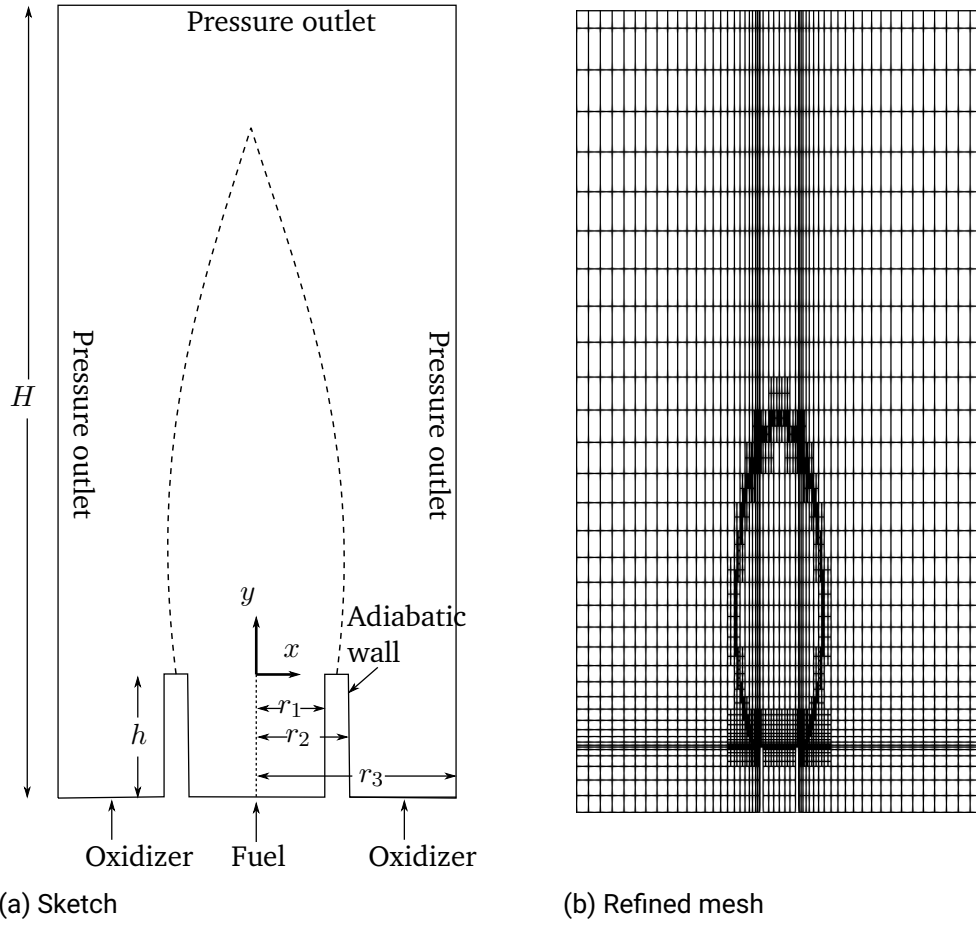 Pressure outlet
Pressure outlet
Pressure outlet
H
y
x
Adiabatic
wall
h
r₁
r₂
r₃
Oxidizer
Fuel
Oxidizer
(a) Sketch
(b) Refined mesh